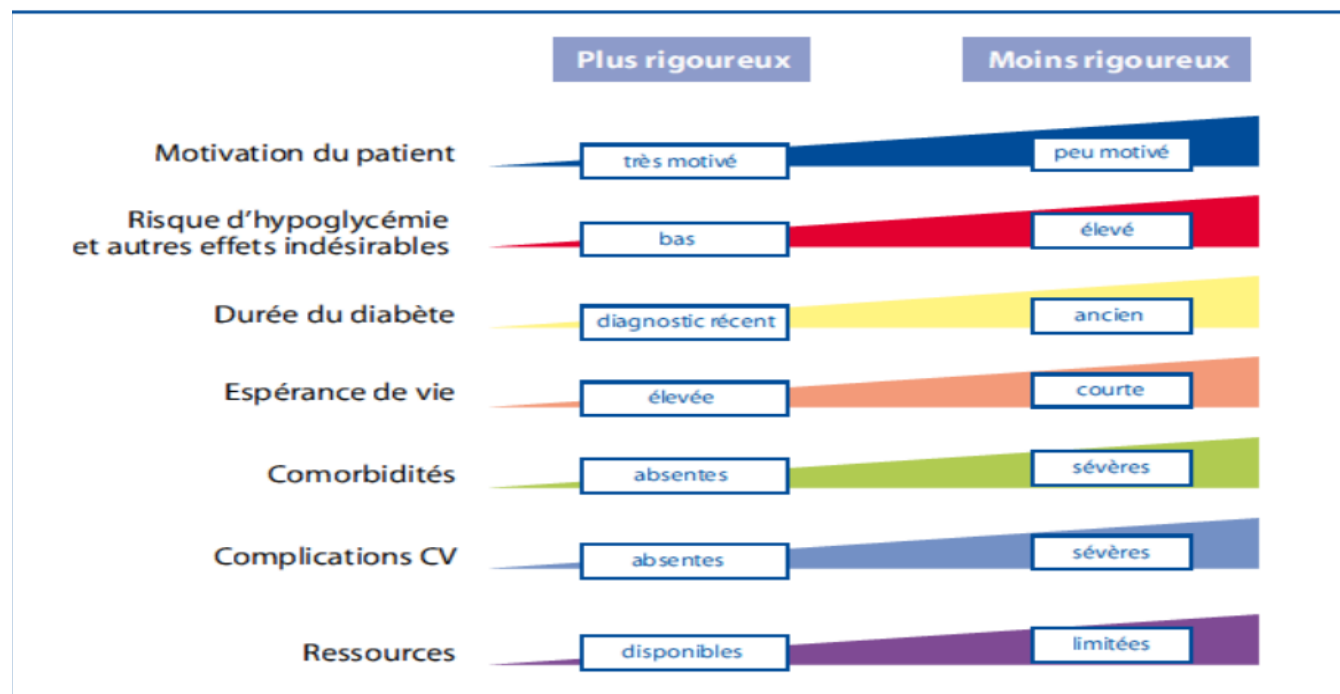 Plus rigoureux
Moins rigoureux
Motivation du patient
très motivé
peu motivé
Risque d'hypoglycémie
et autres effets indésirables
bas
élevé
Durée du diabète
diagnostic récent
ancien
Espérance de vie
élevée
courte
Comorbidités
absentes
sévères
Complications CV
absentes
sévères
Ressources
disponibles
limitées